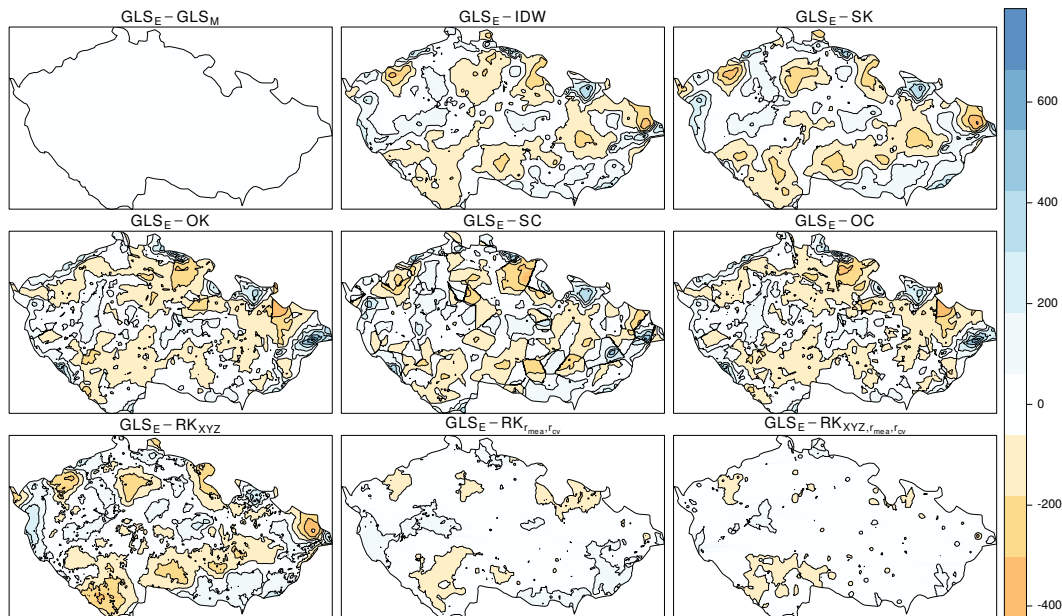 GLS_E − GLS_M
GLS_E − IDW
GLS_E − SK
GLS_E − OK
GLS_E − SC
GLS_E − OC
GLS_E − RK_XYZ
GLS_E − RK_r_mea,r_cv
GLS_E − RK_XYZ,r_mea,r_cv
600
400
200
0
-200
-400